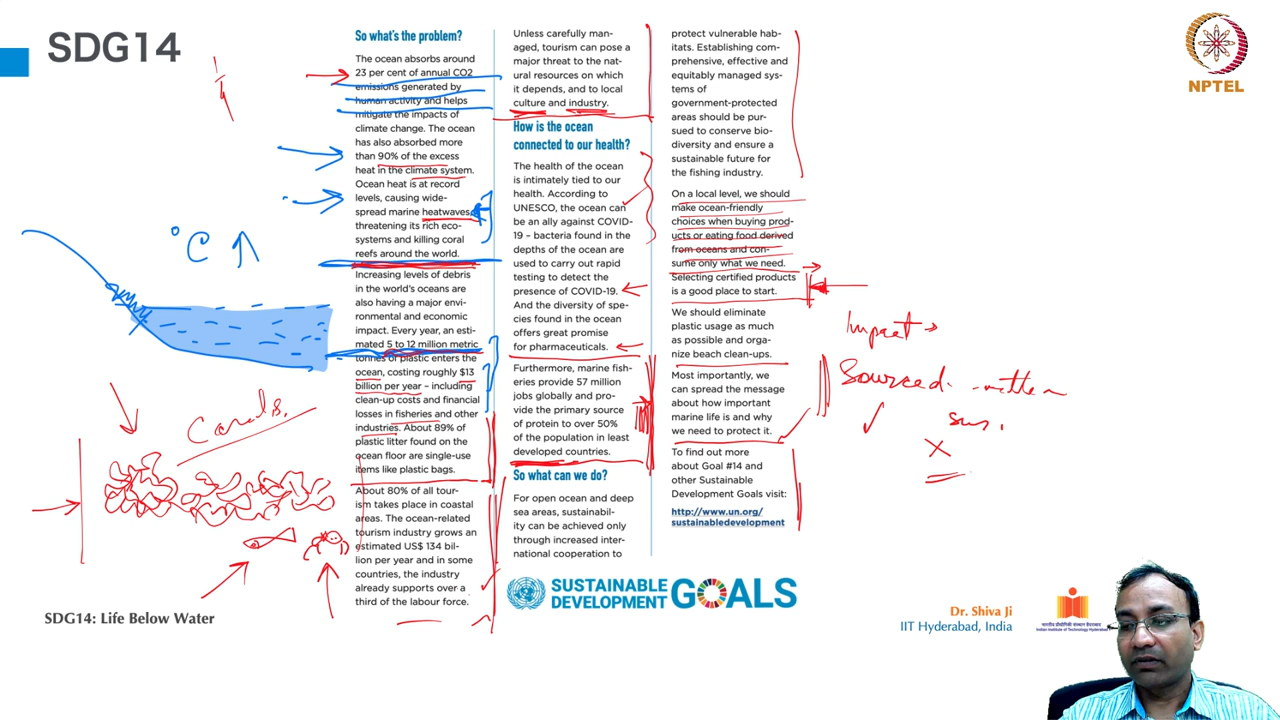 SDG14
1/4
°C ↑
Corals.
So what's the problem?
The ocean absorbs around
23 per cent of annual CO2
emissions generated by
human activity and helps
mitigate the impacts of
climate change. The ocean
has also absorbed more
than 90% of the excess
heat in the climate system.
Ocean heat is at record
levels, causing wide-
spread marine heatwaves,
threatening its rich eco-
systems and killing coral
reefs around the world.
Increasing levels of debris
in the world's oceans are
also having a major envi-
ronmental and economic
impact. Every year, an esti-
mated 5 to 12 million metric
tonnes of plastic enters the
ocean, costing roughly $13
billion per year – including
clean-up costs and financial
losses in fisheries and other
industries. About 89% of
plastic litter found on the
ocean floor are single-use
items like plastic bags.
About 80% of all tour-
ism takes place in coastal
areas. The ocean-related
tourism industry grows an
estimated US$ 134 bil-
lion per year and in some
countries, the industry
already supports over a
third of the labour force.
Unless carefully man-
aged, tourism can pose a
major threat to the nat-
ural resources on which
it depends, and to local
culture and industry.
How is the ocean
connected to our health?
The health of the ocean
is intimately tied to our
health. According to
UNESCO, the ocean can
be an ally against COVID-
19 – bacteria found in the
depths of the ocean are
used to carry out rapid
testing to detect the
presence of COVID-19.
And the diversity of spe-
cies found in the ocean
offers great promise
for pharmaceuticals.
Furthermore, marine fish-
eries provide 57 million
jobs globally and pro-
vide the primary source
of protein to over 50%
of the population in least
developed countries.
So what can we do?
For open ocean and deep
sea areas, sustainabil-
ity can be achieved only
through increased inter-
national cooperation to
protect vulnerable hab-
itats. Establishing com-
prehensive, effective and
equitably managed sys-
tems of
government-protected
areas should be pur-
sued to conserve bio-
diversity and ensure a
sustainable future for
the fishing industry.
On a local level, we should
make ocean-friendly
choices when buying prod-
ucts or eating food derived
from oceans and con-
sume only what we need.
Selecting certified products
is a good place to start.
We should eliminate
plastic usage as much
as possible and orga-
nize beach clean-ups.
Most importantly, we
can spread the message
about how important
marine life is and why
we need to protect it.
To find out more
about Goal #14 and
other Sustainable
Development Goals visit:
http://www.un.org/
sustainabledevelopment
Impact →
Sourced.
sus.
SUSTAINABLE
DEVELOPMENT
GOALS
NPTEL
SDG14: Life Below Water
Dr. Shiva Ji
IIT Hyderabad, India